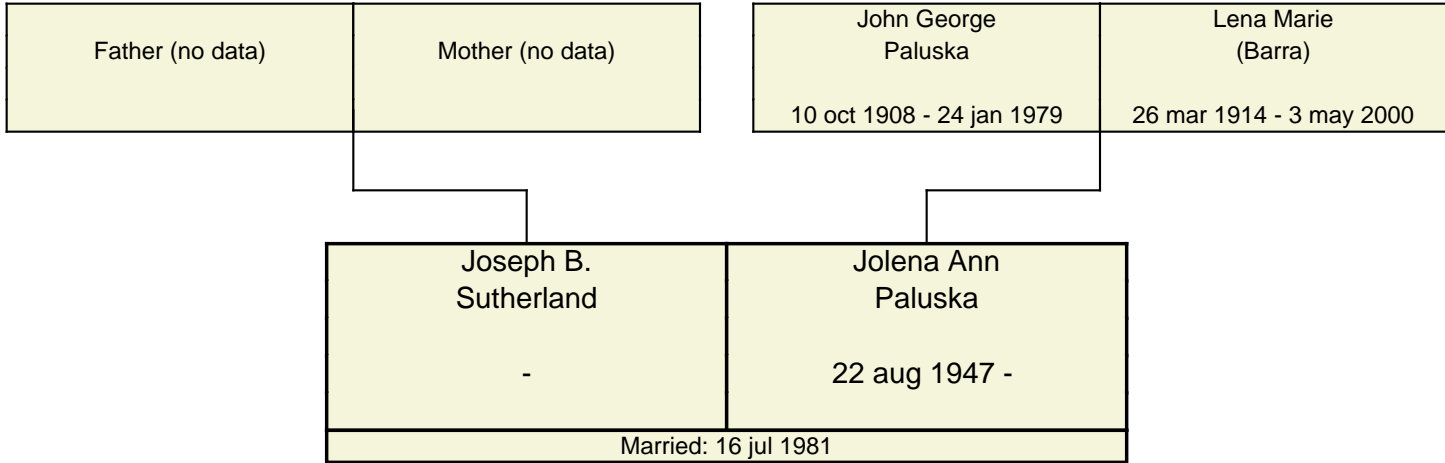 Father (no data)
Mother (no data)
John George
Paluska
10 oct 1908 - 24 jan 1979
Lena Marie
(Barra)
26 mar 1914 - 3 may 2000
Joseph B.
Sutherland
-
Jolena Ann
Paluska
22 aug 1947 -
Married: 16 jul 1981